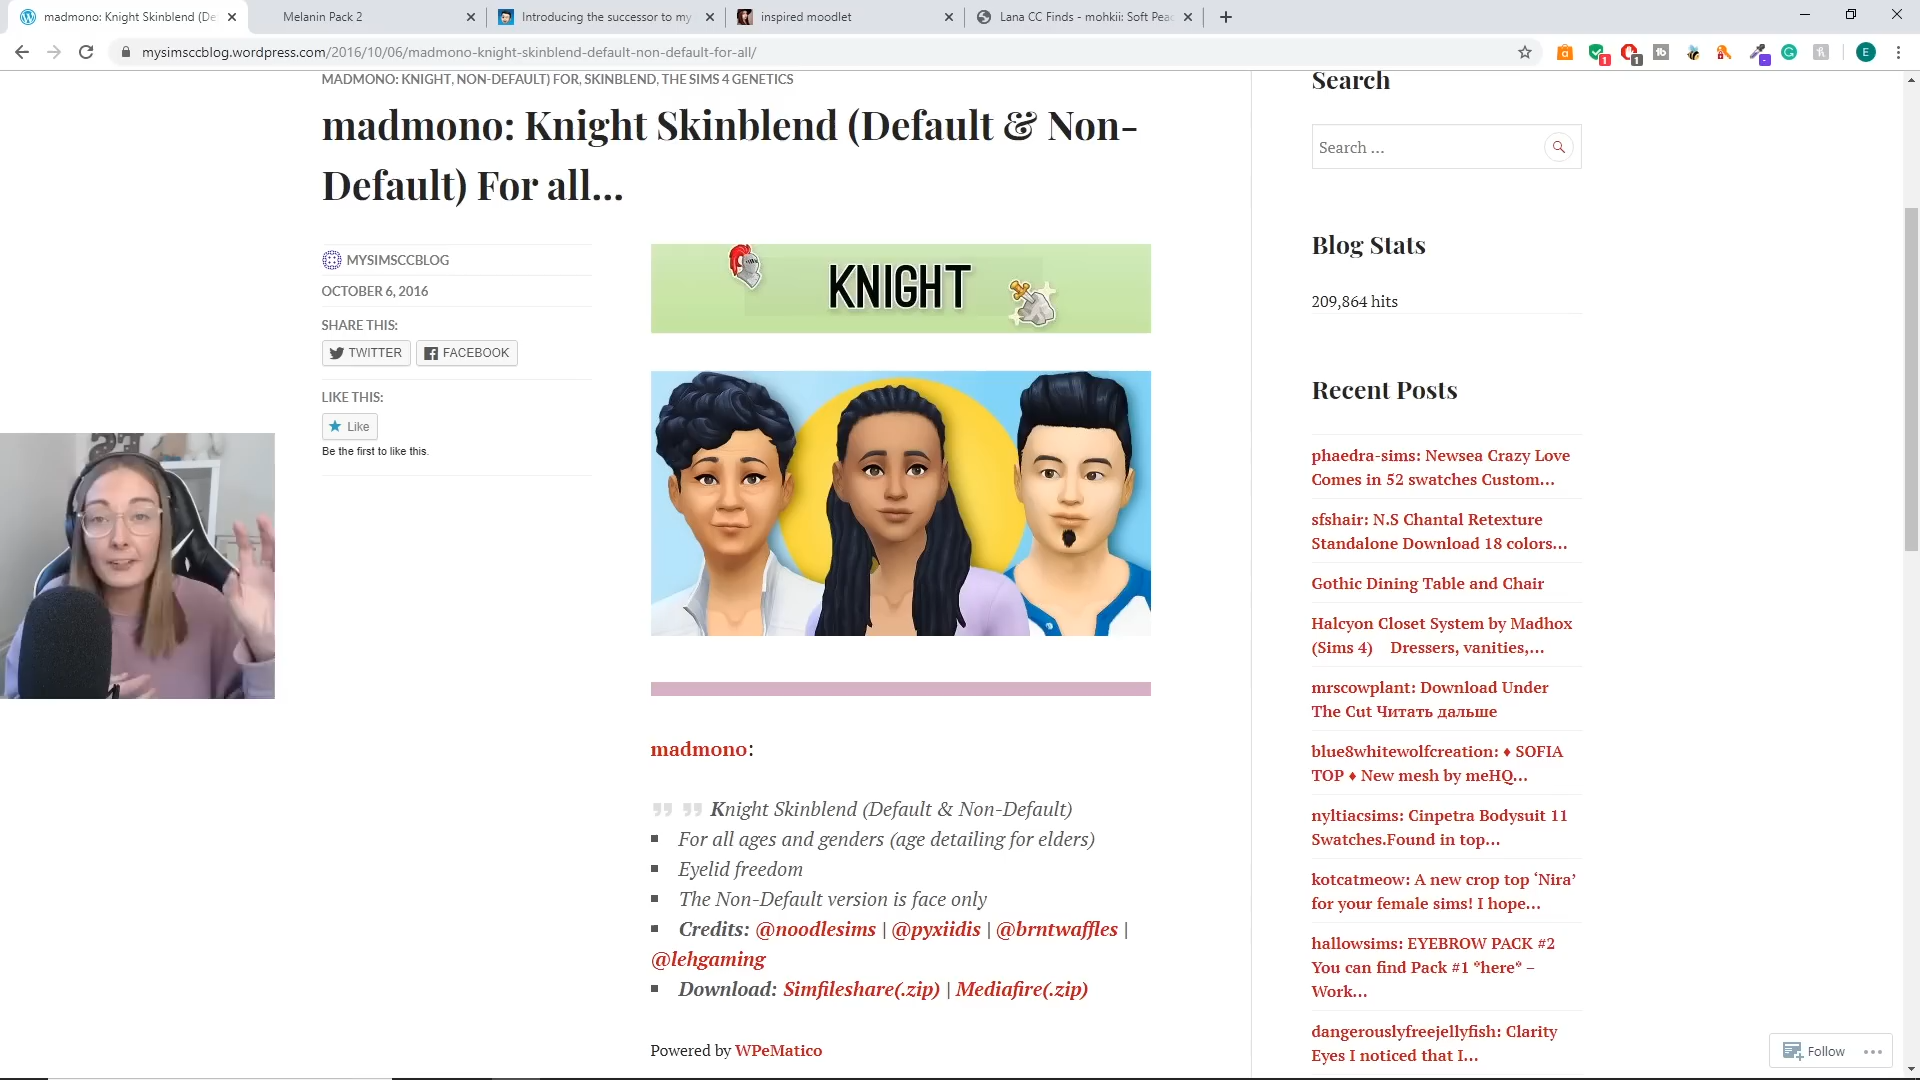 madmono: Knight Skinblend (De
Melanin Pack 2
Introducing the successor to my
inspired moodlet
Lana CC Finds - mohkii: Soft Peac
mysimsccblog.wordpress.com/2016/10/06/madmono-knight-skinblend-default-non-default-for-all/
MADMONO: KNIGHT, NON-DEFAULT) FOR, SKINBLEND, THE SIMS 4 GENETICS
madmono: Knight Skinblend (Default & Non-
Default) For all...
MYSIMSCCBLOG
OCTOBER 6, 2016
SHARE THIS:
TWITTER
FACEBOOK
LIKE THIS:
Like
Be the first to like this.
KNIGHT
madmono:
Knight Skinblend (Default & Non-Default)
For all ages and genders (age detailing for elders)
Eyelid freedom
The Non-Default version is face only
Credits: @noodlesims | @pyxiidis | @brntwaffles |
@lehgaming
Download: Simfileshare(.zip) | Mediafire(.zip)
Powered by WPeMatico
Search
Search …
Blog Stats
209,864 hits
Recent Posts
phaedra-sims: Newsea Crazy Love
Comes in 52 swatches Custom…
sfshair: N.S Chantal Retexture
Standalone Download 18 colors…
Gothic Dining Table and Chair
Halcyon Closet System by Madhox
(Sims 4) Dressers, vanities,…
mrscowplant: Download Under
The Cut Читать дальше
blue8whitewolfcreation: ♦ SOFIA
TOP ♦ New mesh by meHQ…
nyltiacsims: Cinpetra Bodysuit 11
Swatches.Found in top…
kotcatmeow: A new crop top ‘Nira’
for your female sims! I hope…
hallowsims: EYEBROW PACK #2
You can find Pack #1 *here* –
Work…
dangerouslyfreejellyfish: Clarity
Eyes I noticed that I…
Follow